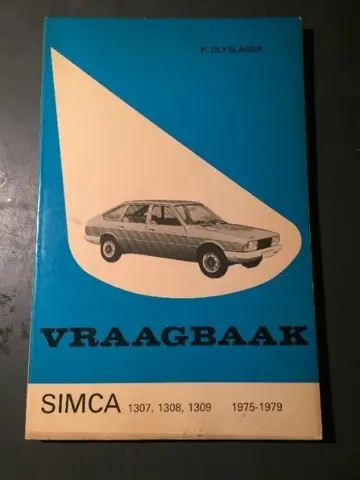 P. OLYSLAGER
VRAAGBAAK
SIMCA 1307, 1308, 1309 1975-1979